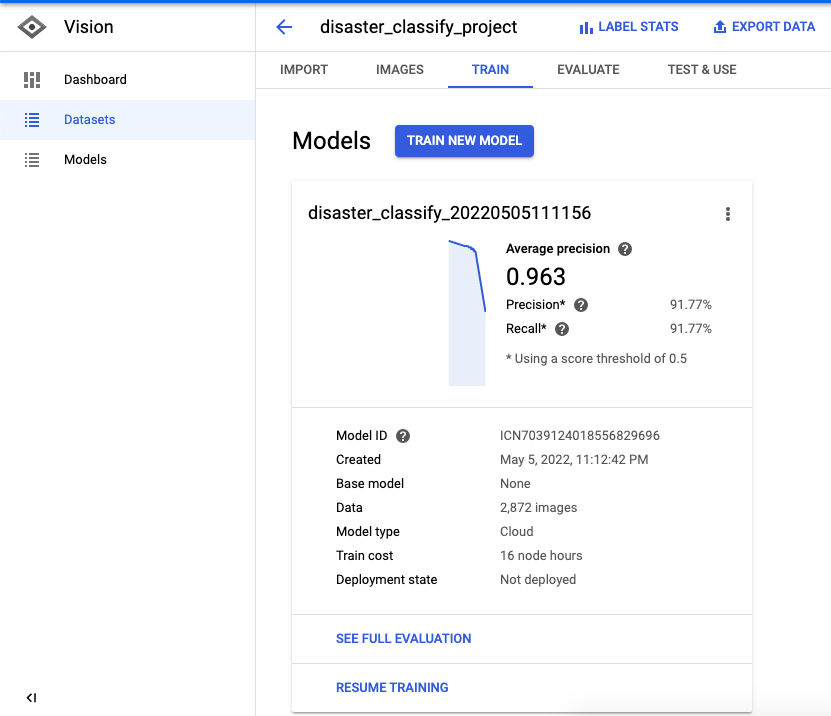 Vision
disaster_classify_project
LABEL STATS
EXPORT DATA
Dashboard
Datasets
Models
IMPORT
IMAGES
TRAIN
EVALUATE
TEST & USE
Models
TRAIN NEW MODEL
disaster_classify_20220505111156
Average precision
0.963
Precision* 91.77%
Recall* 91.77%
* Using a score threshold of 0.5
Model ID ICN7039124018556829696
Created May 5, 2022, 11:12:42 PM
Base model None
Data 2,872 images
Model type Cloud
Train cost 16 node hours
Deployment state Not deployed
SEE FULL EVALUATION
RESUME TRAINING